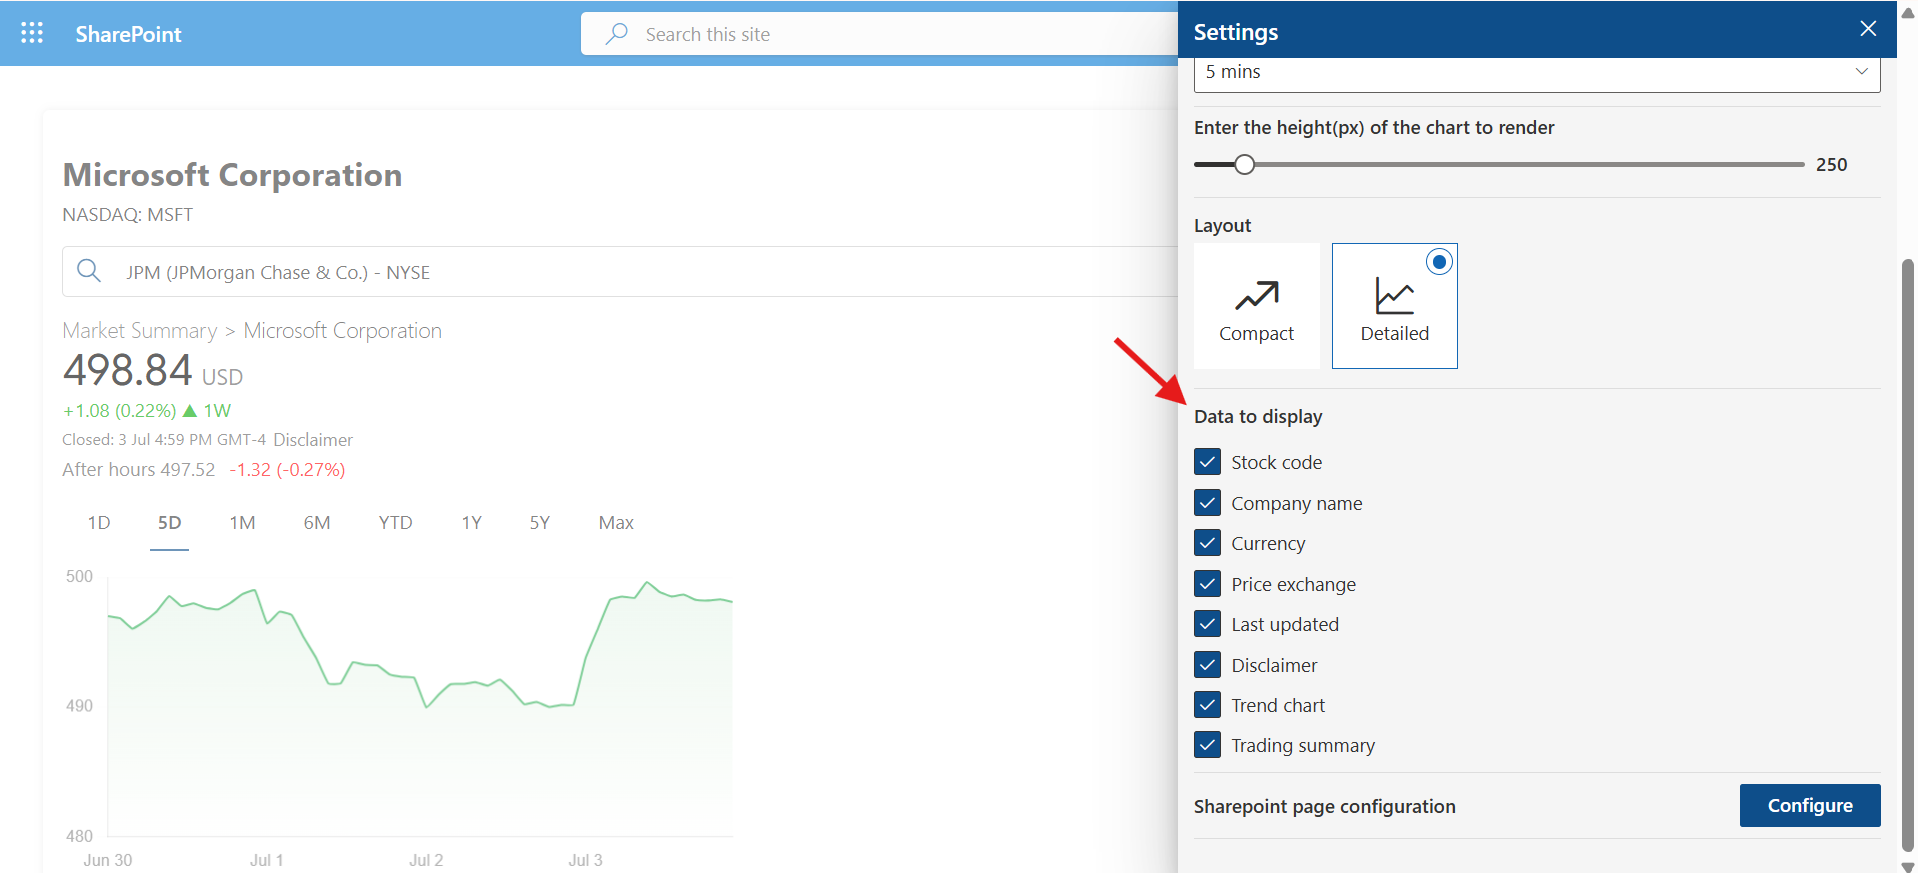 SharePoint
Search this site
Microsoft Corporation
NASDAQ: MSFT
JPM (JPMorgan Chase & Co.) - NYSE
Market Summary > Microsoft Corporation
498.84 USD
+1.08 (0.22%) ▲ 1W
Closed: 3 Jul 4:59 PM GMT-4 Disclaimer
After hours 497.52 -1.32 (-0.27%)
1D 5D 1M 6M YTD 1Y 5Y Max
500
490
480
Jun 30 Jul 1 Jul 2 Jul 3
Settings
5 mins
Enter the height(px) of the chart to render
250
Layout
Compact Detailed
Data to display
Stock code
Company name
Currency
Price exchange
Last updated
Disclaimer
Trend chart
Trading summary
Sharepoint page configuration Configure